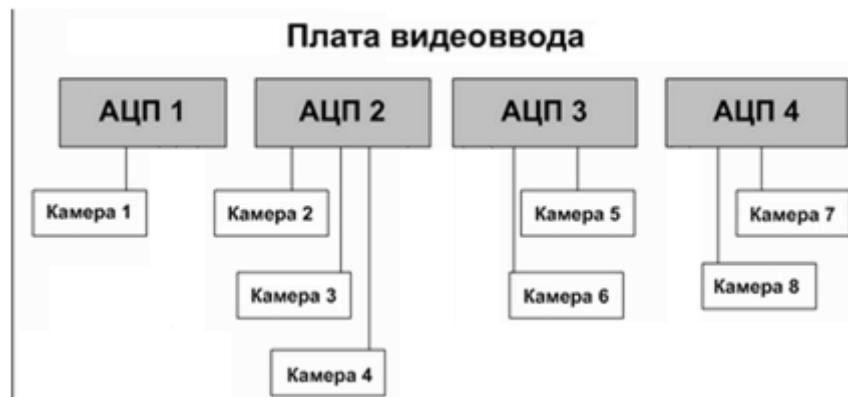 Плата видеоввода
АЦП 1
АЦП 2
АЦП 3
АЦП 4
Камера 1
Камера 2
Камера 5
Камера 7
Камера 3
Камера 6
Камера 8
Камера 4